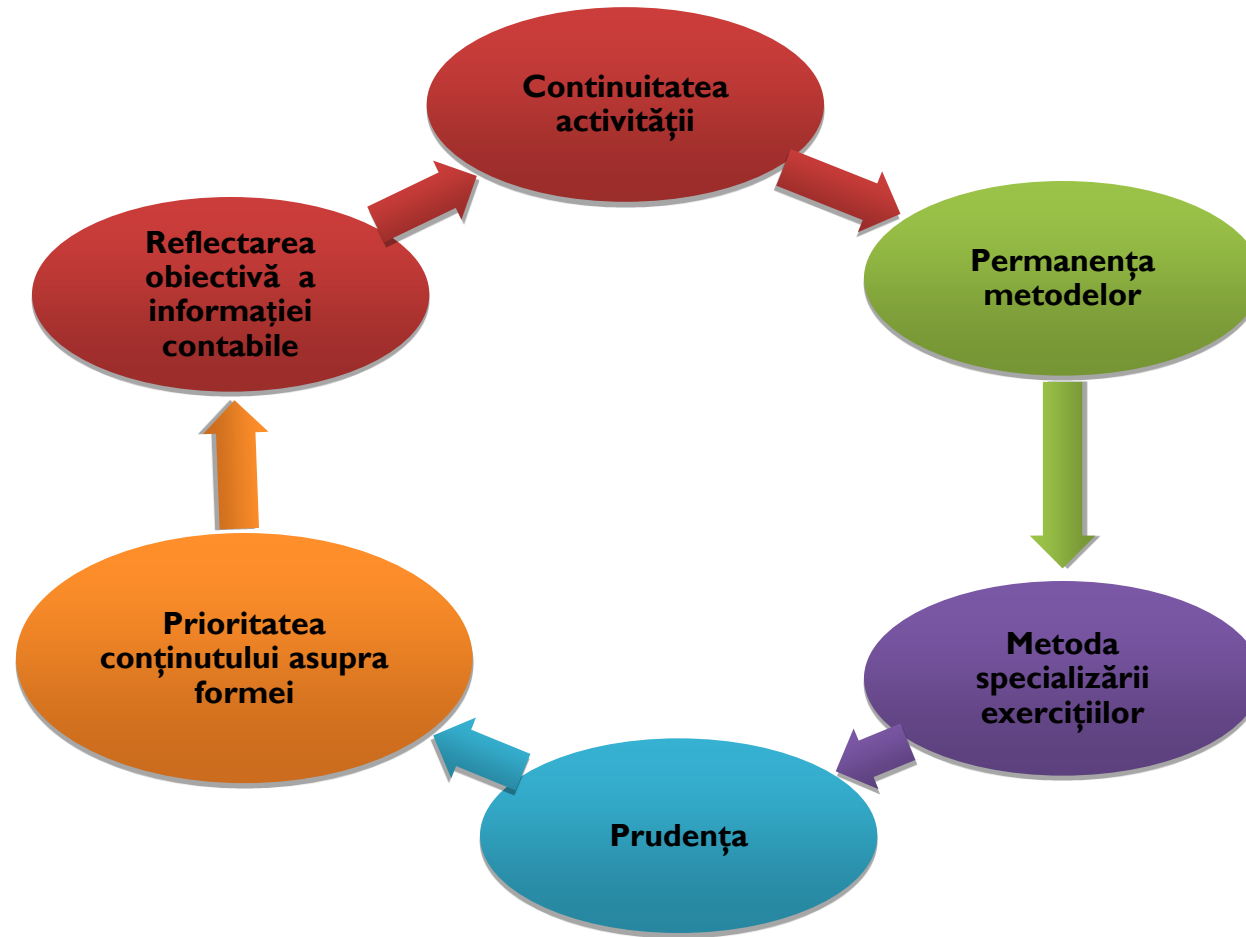 Continuitatea
activității
Permanența
metodelor
Metoda
specializării
exercițiilor
Prudența
Prioritatea
conținutului asupra
formei
Reflectarea
obiectivă  a
informației
contabile